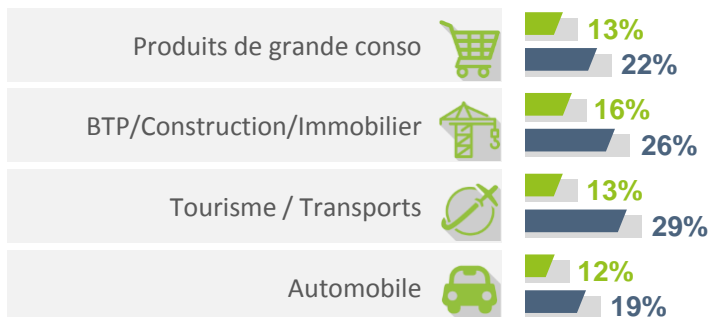 Produits de grande conso
13%
22%
BTP/Construction/Immobilier
16%
26%
Tourisme / Transports
13%
29%
Automobile
12%
19%